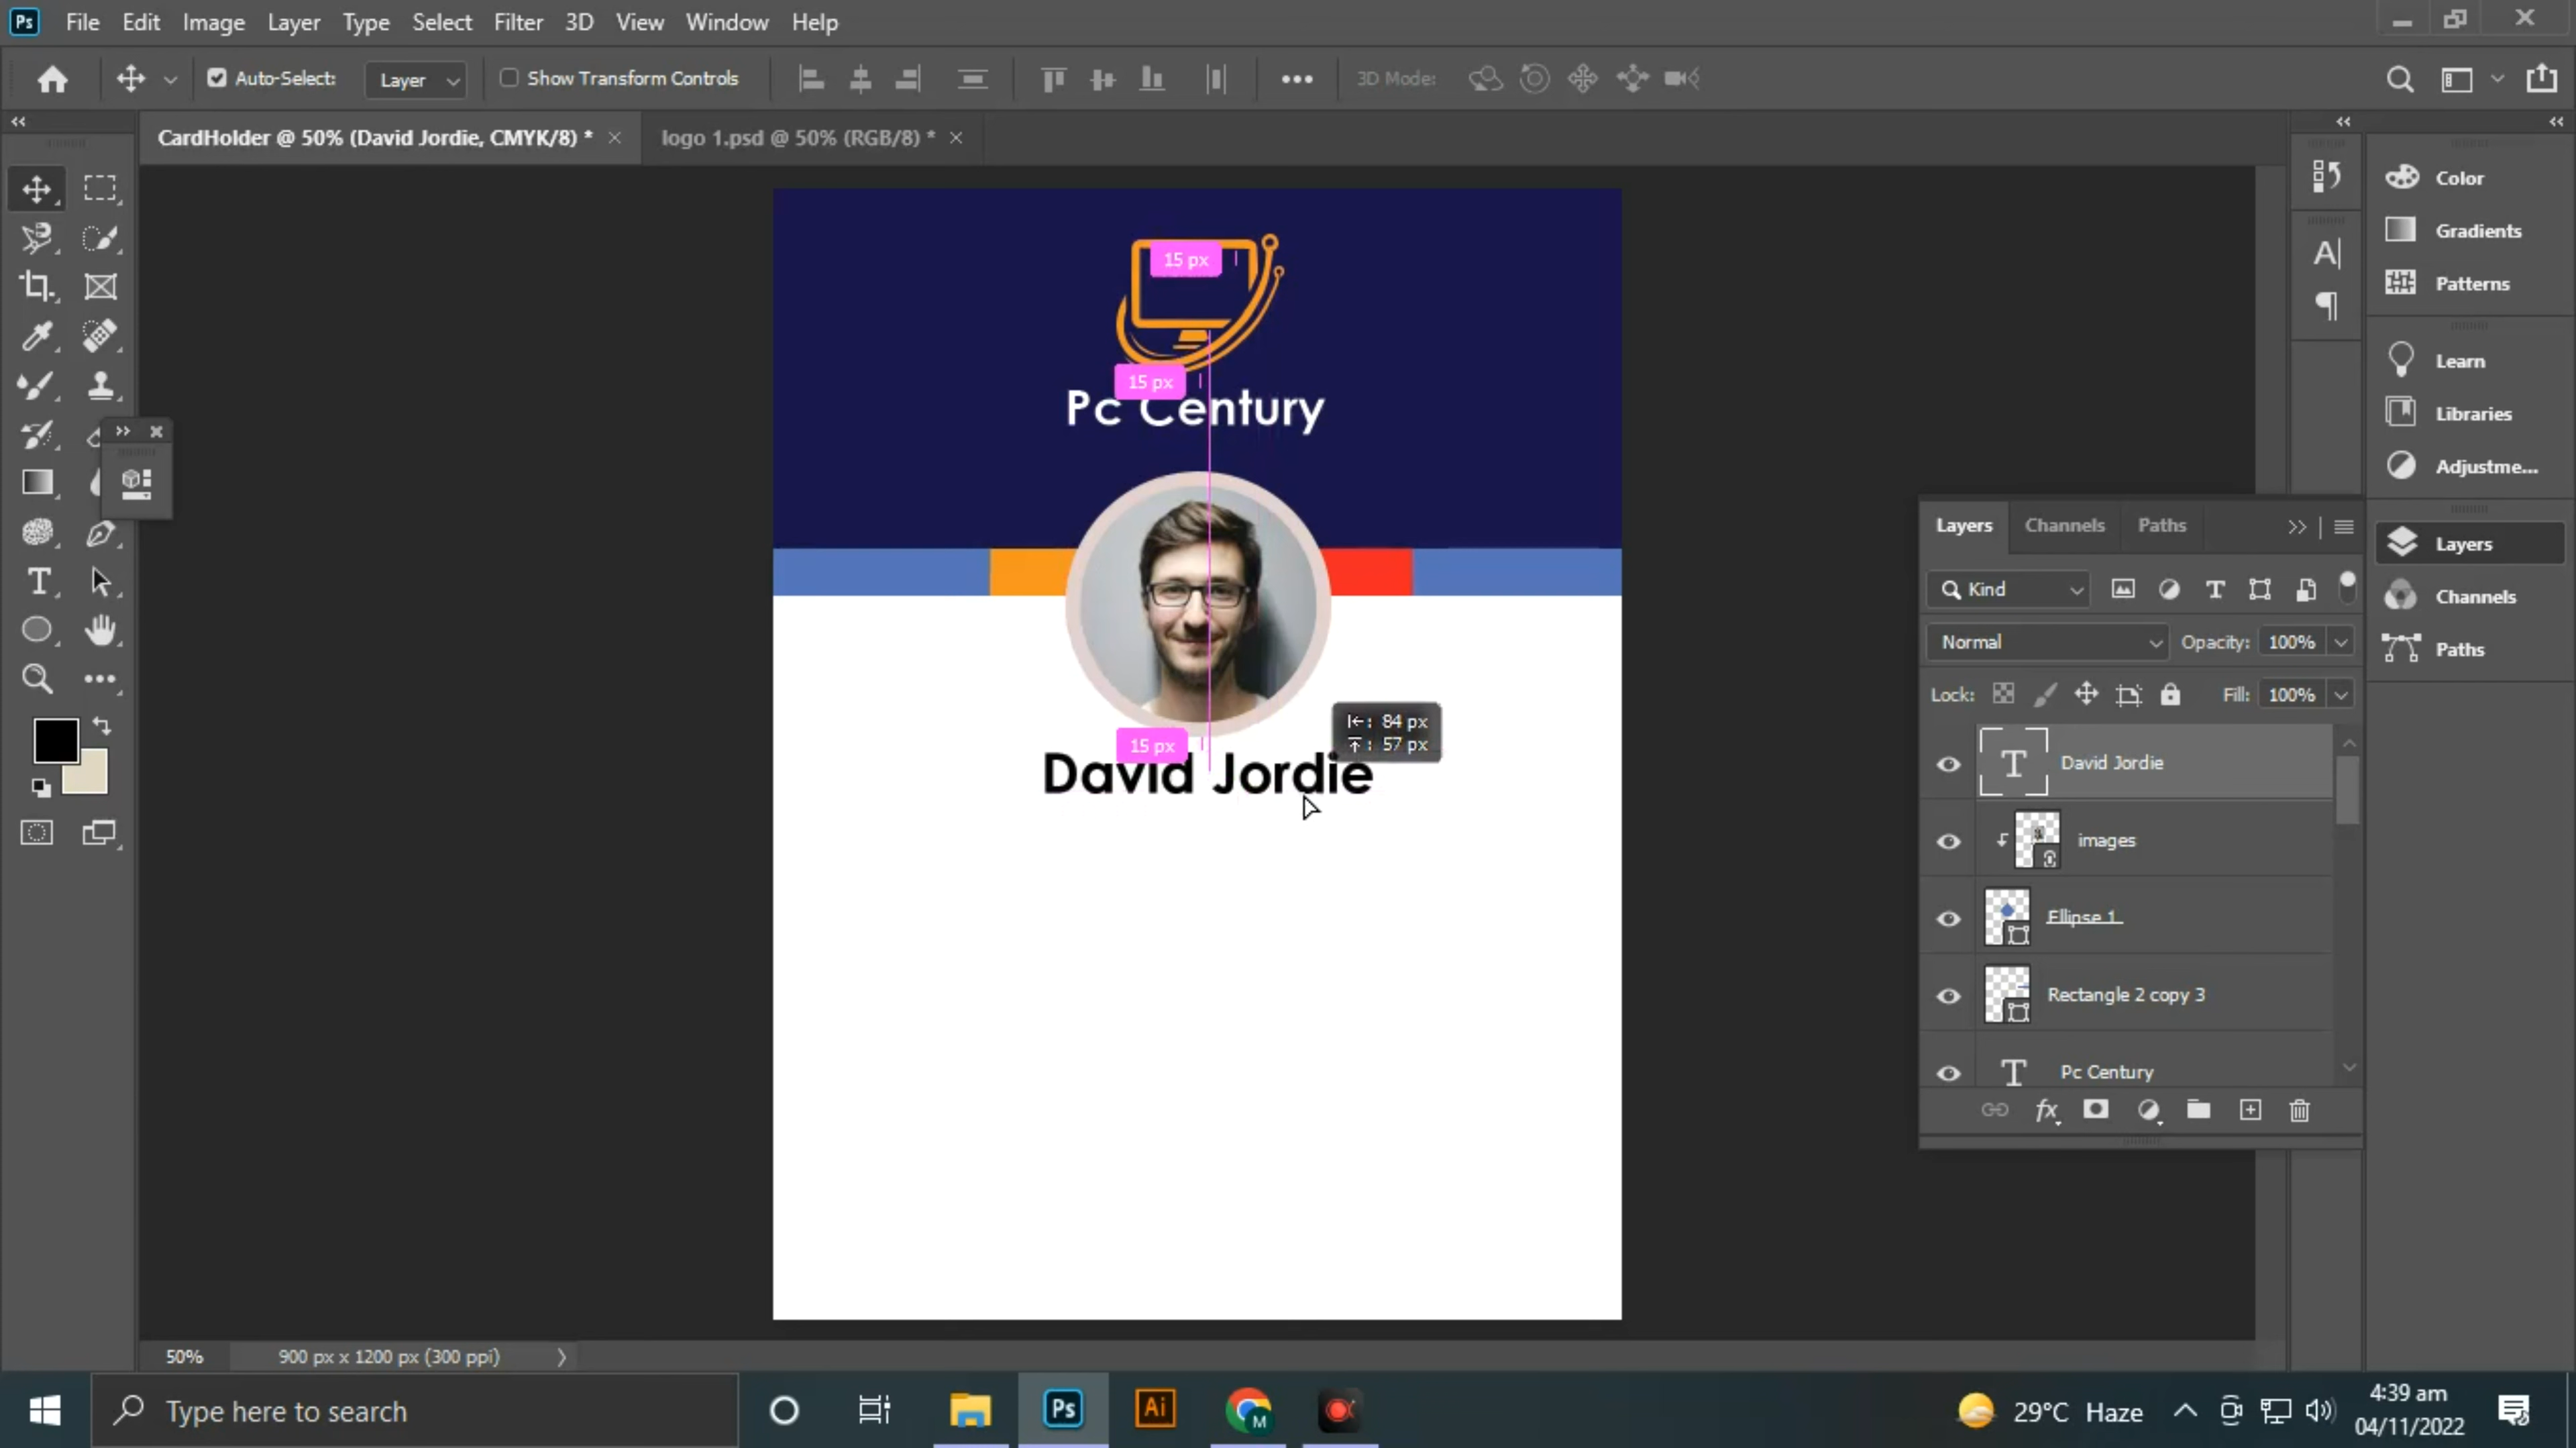 Ps File Edit Image Layer Type Select Filter 3D View Window Help
Auto-Select: Layer Show Transform Controls 3D Mode:
CardHolder @ 50% (David Jordie, CMYK/8) * × logo 1.psd @ 50% (RGB/8) * ×
15 px
15 px
Pc Century
84 px
57 px
15 px
David Jordie
Color
Gradients
Patterns
Learn
Libraries
Adjustme...
Layers
Channels
Paths
Layers Channels Paths
Kind
Normal Opacity: 100%
Lock: Fill: 100%
David Jordie
images
Ellipse 1
Rectangle 2 copy 3
Pc Century
50% 900 px x 1200 px (300 ppi)
Type here to search
Ps
Ai
M
29°C Haze
4:39 am
04/11/2022